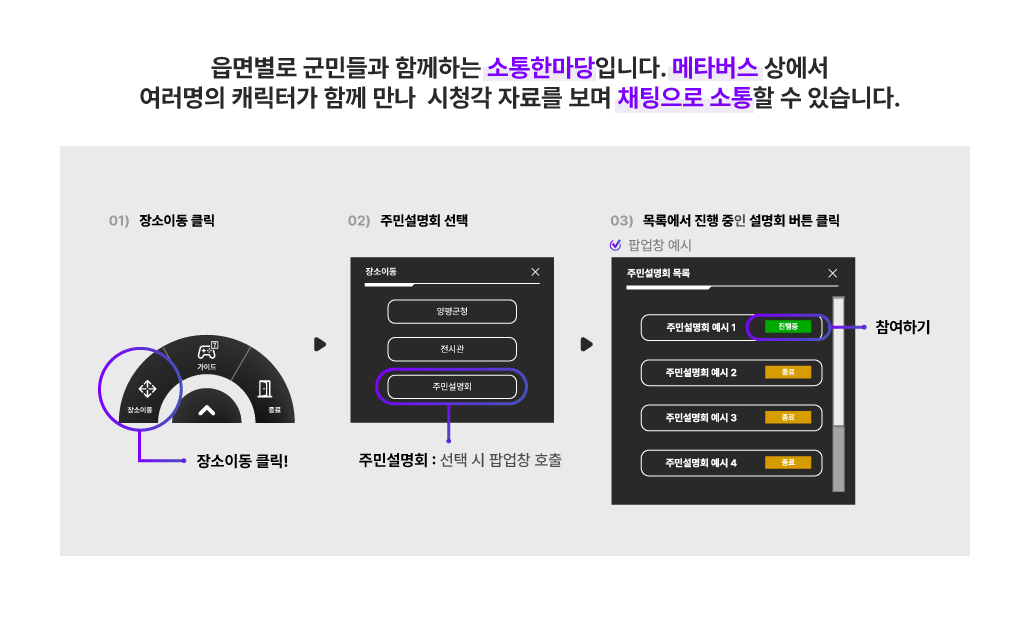 읍면별로 군민들과 함께하는 소통한마당입니다. 메타버스 상에서
여러명의 캐릭터가 함께 만나 시청각 자료를 보며 채팅으로 소통할 수 있습니다.
01) 장소이동 클릭
?
가이드
장소이동
종료
장소이동 클릭!
02) 주민설명회 선택
장소이동
양평군청
전시관
주민설명회
주민설명회 : 선택 시 팝업창 호출
03) 목록에서 진행 중인 설명회 버튼 클릭
팝업창 예시
주민설명회 목록
주민설명회 예시 1 진행중
주민설명회 예시 2 종료
주민설명회 예시 3 종료
주민설명회 예시 4 종료
참여하기